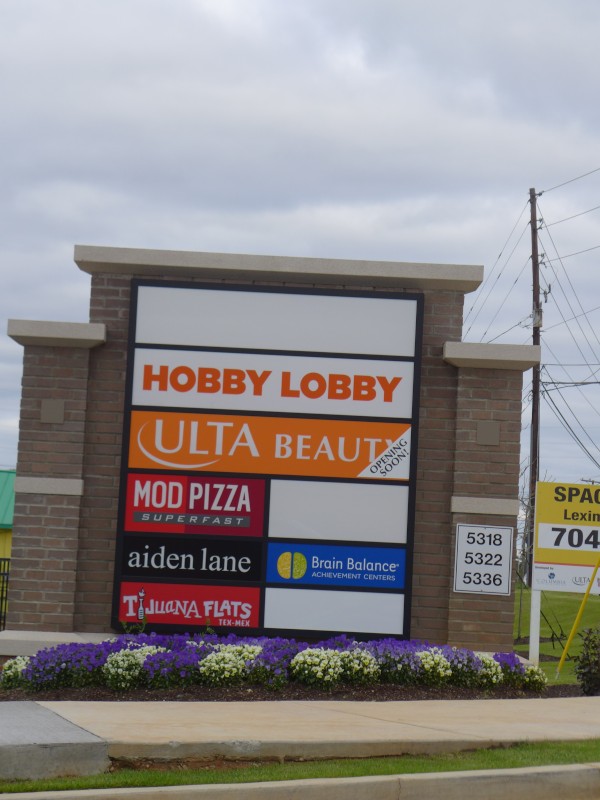 HOBBY LOBBY
ULTA BEAUTY
OPENING
SOON!
MOD PIZZA
SUPERFAST
aiden lane
Brain Balance
ACHIEVEMENT CENTERS
TIJUANA FLATS
TEX-MEX
5318
5322
5336
SPAC
Lexin
704
ULTA